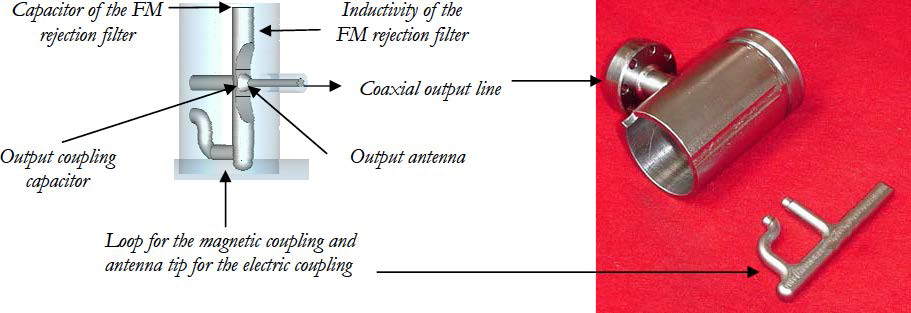 Capacitor of the FM
rejection filter
Inductivity of the
FM rejection filter
Coaxial output line
Output coupling
capacitor
Output antenna
Loop for the magnetic coupling and
antenna tip for the electric coupling